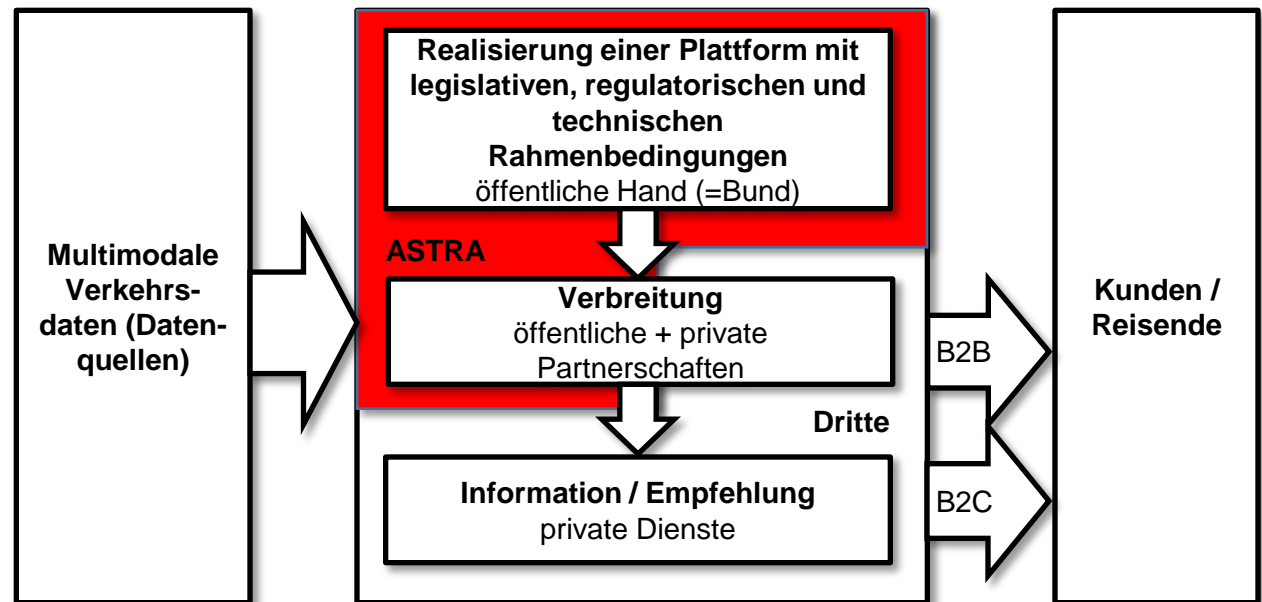 Multimodale
Verkehrs-
daten (Daten-
quellen)
Realisierung einer Plattform mit
legislativen, regulatorischen und
technischen
Rahmenbedingungen
öffentliche Hand (=Bund)
ASTRA
Verbreitung
öffentliche + private
Partnerschaften
Dritte
Information / Empfehlung
private Dienste
B2B
B2C
Kunden /
Reisende